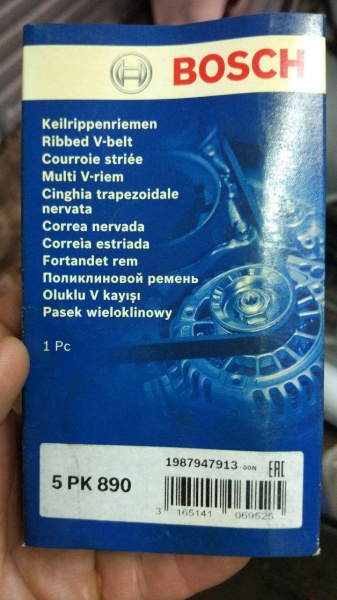 BOSCH
Keilrippenriemen
Ribbed V-belt
Courroie striée
Multi V-riem
Cinghia trapezoidale
nervata
Correa nervada
Correia estriada
Fortandet rem
Поликлиновой ремень
Oluklu V kayışı
Pasek wieloklinowy
1 Pc
1987947913-00N EAC
5 PK 890
3 165141 069525